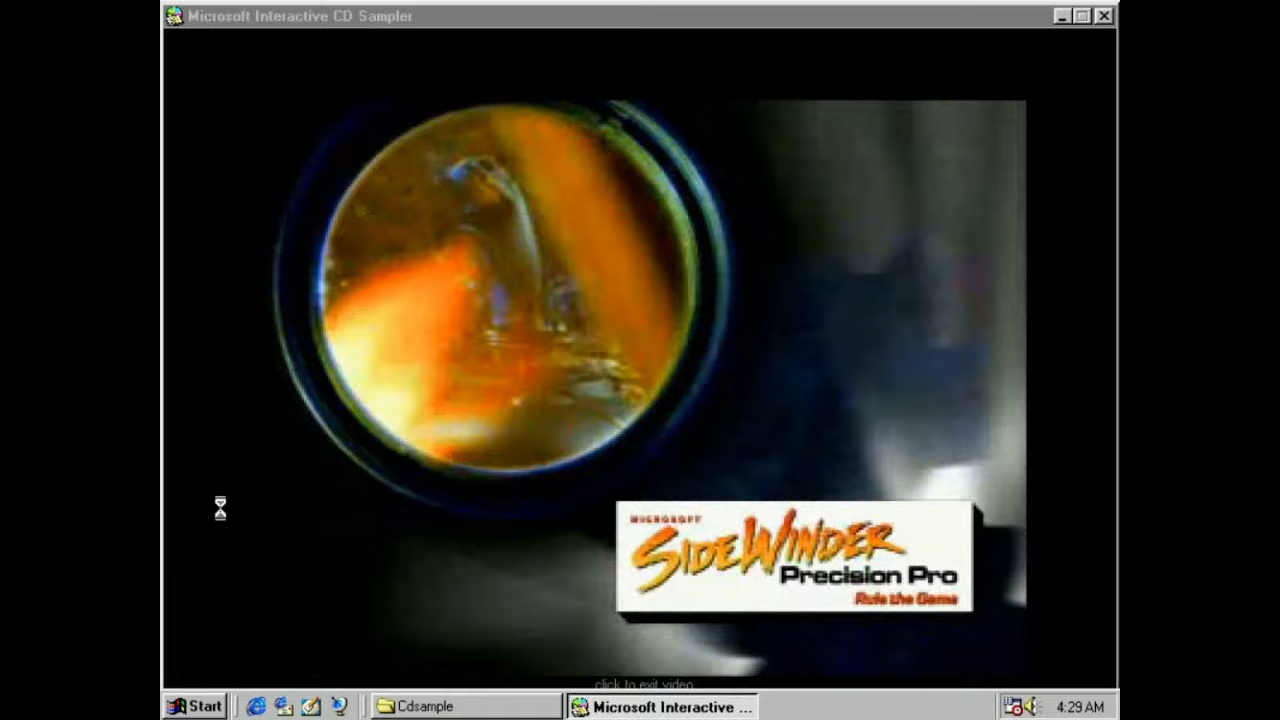 Microsoft Interactive CD Sampler
MICROSOFT
SIDEWINDER
Precision Pro
Rule the Game
click to exit video
Start
Cdsample
Microsoft Interactive ...
4:29 AM